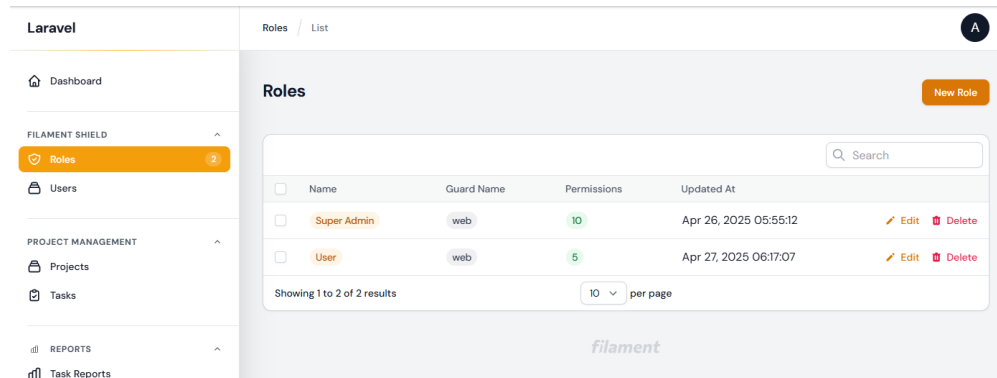 Laravel
Roles / List
A
Dashboard
Roles
New Role
FILAMENT SHIELD
Roles 2
Users
Search
Name Guard Name Permissions Updated At
Super Admin web 10 Apr 26, 2025 05:55:12 Edit Delete
User web 5 Apr 27, 2025 06:17:07 Edit Delete
Showing 1 to 2 of 2 results 10 per page
PROJECT MANAGEMENT
Projects
Tasks
REPORTS
Task Reports
filament